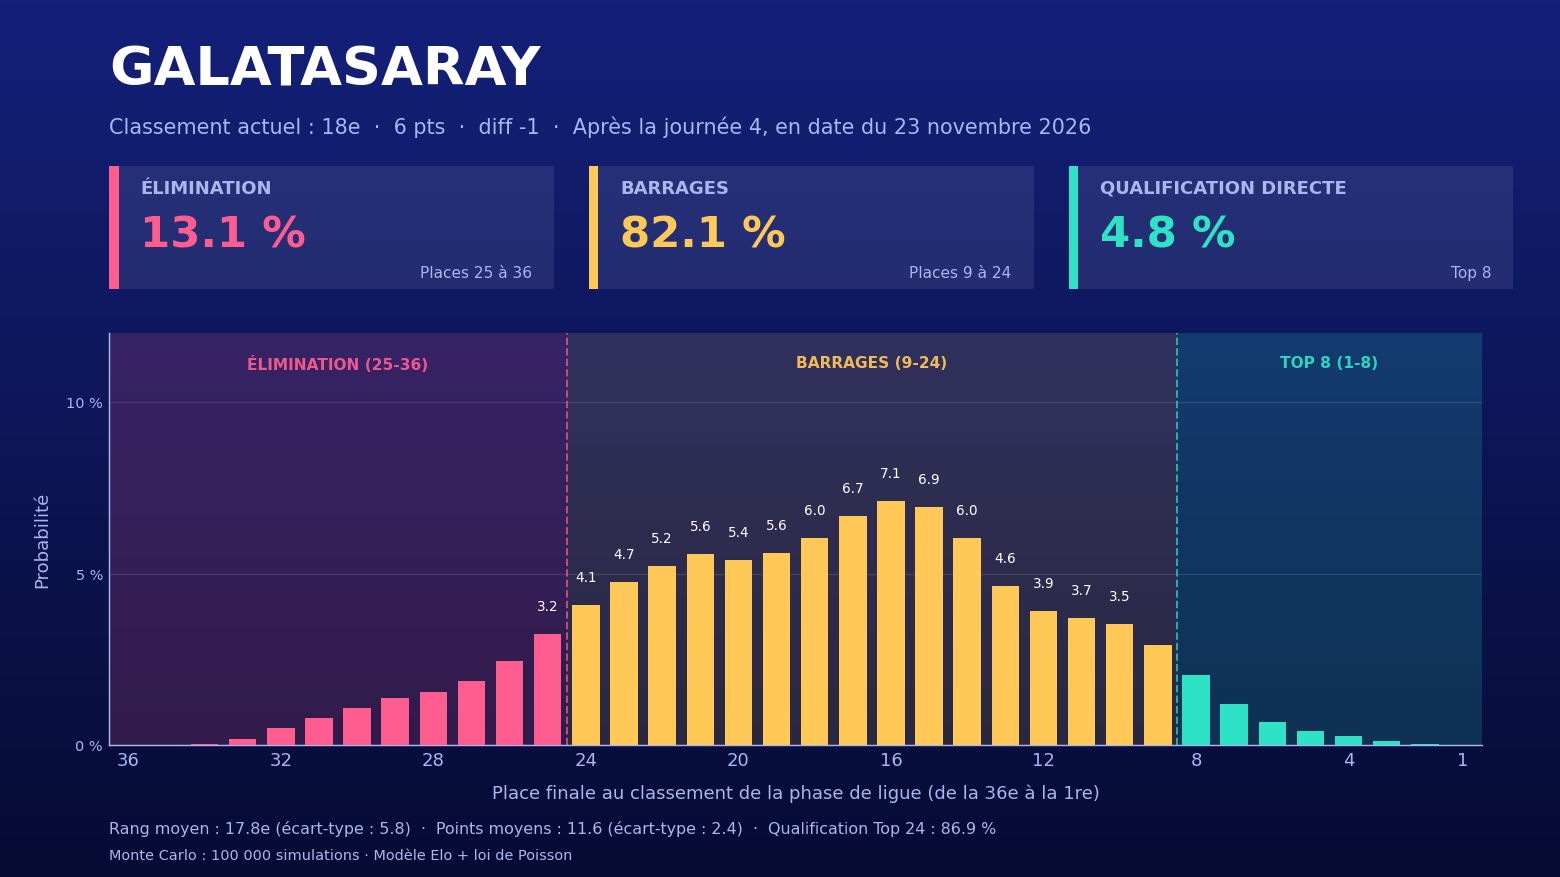 GALATASARAY
Classement actuel : 18e · 6 pts · diff -1 · Après la journée 4, en date du 23 novembre 2026
ÉLIMINATION
13.1 %
Places 25 à 36
BARRAGES
82.1 %
Places 9 à 24
QUALIFICATION DIRECTE
4.8 %
Top 8
ÉLIMINATION (25-36)
BARRAGES (9-24)
TOP 8 (1-8)
Probabilité
10 %
5 %
0 %
3.2
4.1
4.7
5.2
5.6
5.4
5.6
6.0
6.7
7.1
6.9
6.0
4.6
3.9
3.7
3.5
36 32 28 24 20 16 12 8 4 1
Place finale au classement de la phase de ligue (de la 36e à la 1re)
Rang moyen : 17.8e (écart-type : 5.8) · Points moyens : 11.6 (écart-type : 2.4) · Qualification Top 24 : 86.9 %
Monte Carlo : 100 000 simulations · Modèle Elo + loi de Poisson